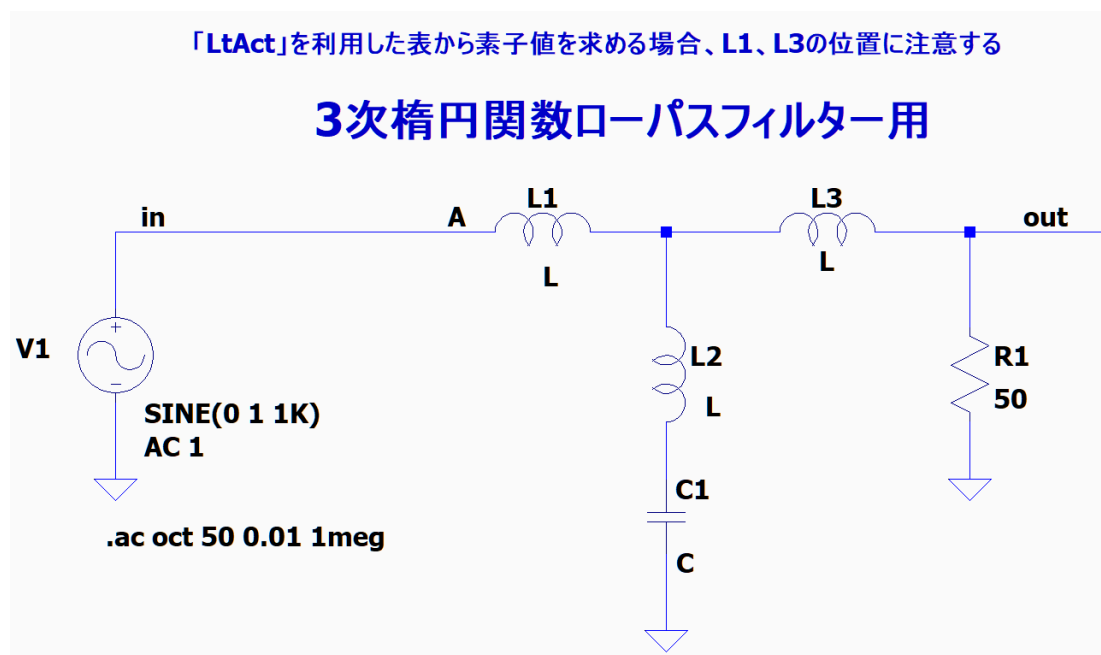 「LtAct」を利用した表から素子値を求める場合、L1、L3の位置に注意する
3次楕円関数ローパスフィルター用
in
A
L1
L
L3
L
out
V1
SINE(0 1 1K)
AC 1
L2
L
R1
50
C1
C
.ac oct 50 0.01 1meg